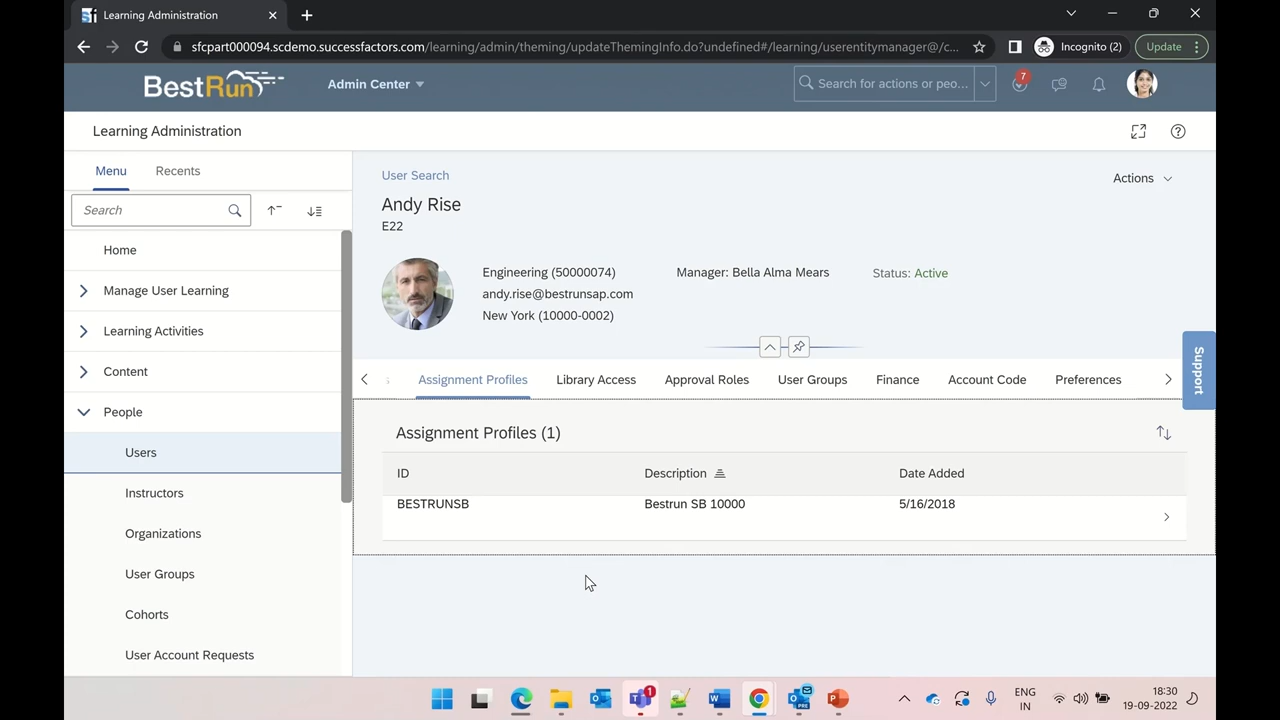 Learning Administration
sfcpart000094.scdemo.successfactors.com/learning/admin/theming/updateThemingInfo.do?undefined#/learning/userentitymanager@/c...
Incognito (2)
Update
BestRun
Admin Center
Search for actions or peo...
7
Learning Administration
Menu
Recents
Search
Home
Manage User Learning
Learning Activities
Content
People
Users
Instructors
Organizations
User Groups
Cohorts
User Account Requests
User Search
Actions
Andy Rise
E22
Engineering (50000074)
Manager: Bella Alma Mears
Status: Active
andy.rise@bestrunsap.com
New York (10000-0002)
Support
s
Assignment Profiles
Library Access
Approval Roles
User Groups
Finance
Account Code
Preferences
Assignment Profiles (1)
ID
Description
Date Added
BESTRUNSB
Bestrun SB 10000
5/16/2018
1
PRE
ENG
IN
18:30
19-09-2022